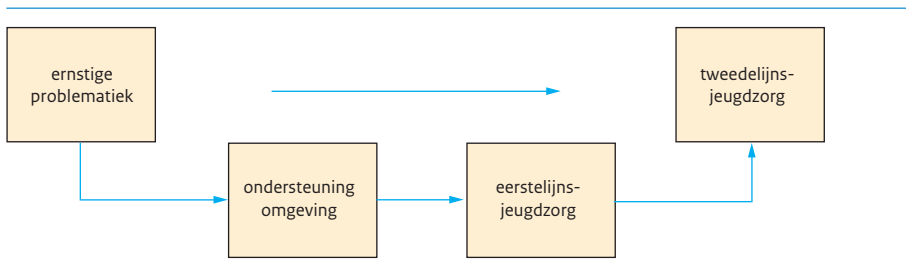 ernstige
problematiek
ondersteuning
omgeving
eerstelijns-
jeugdzorg
tweedelijns-
jeugdzorg